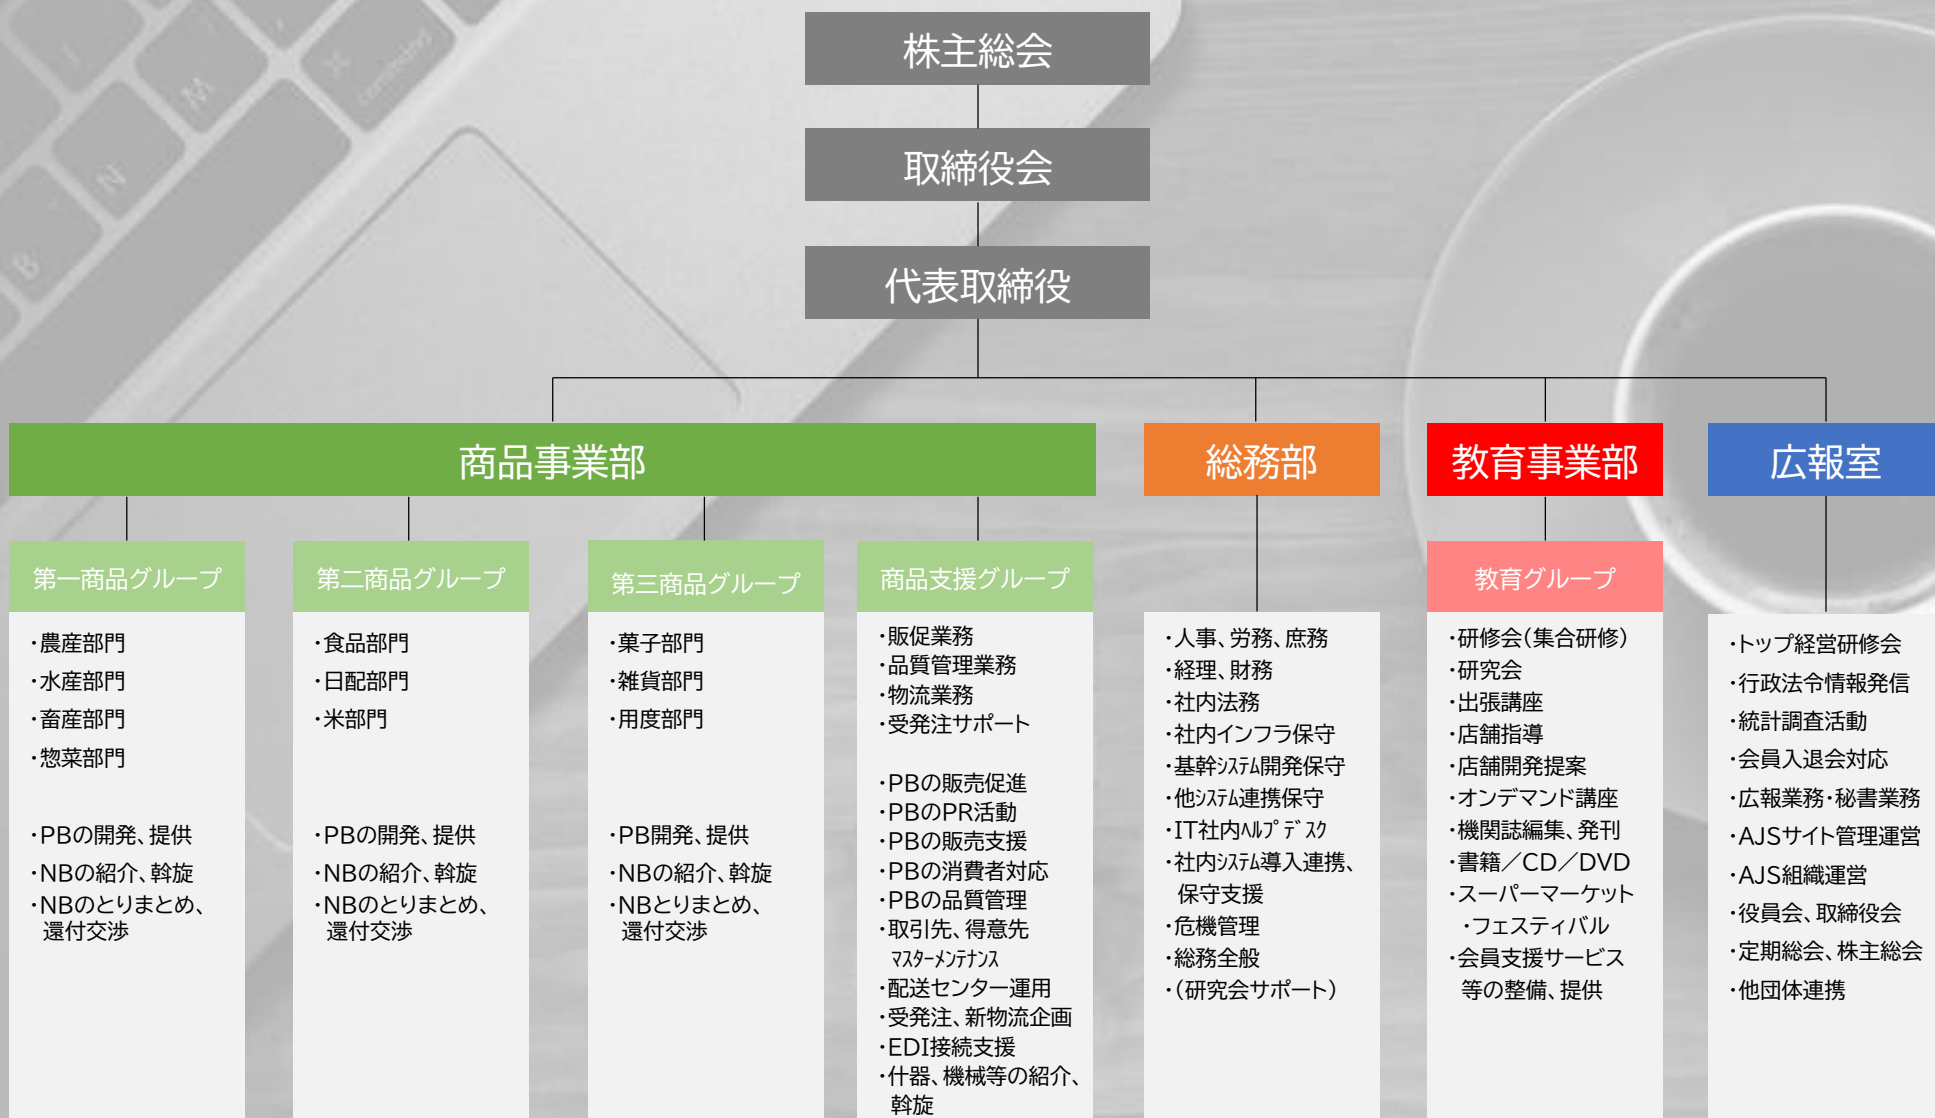 株主総会
取締役会
代表取締役
商品事業部
総務部
教育事業部
広報室
第一商品グループ
・農産部門
・水産部門
・畜産部門
・惣菜部門
・PBの開発、提供
・NBの紹介、斡旋
・NBのとりまとめ、
還付交渉
第二商品グループ
・食品部門
・日配部門
・米部門
・PBの開発、提供
・NBの紹介、斡旋
・NBのとりまとめ、
還付交渉
第三商品グループ
・菓子部門
・雑貨部門
・用度部門
・PB開発、提供
・NBの紹介、斡旋
・NBとりまとめ、
還付交渉
商品支援グループ
・販促業務
・品質管理業務
・物流業務
・受発注サポート
・PBの販売促進
・PBのPR活動
・PBの販売支援
・PBの消費者対応
・PBの品質管理
・取引先、得意先
ﾏｽﾀｰﾒﾝﾃﾅﾝｽ
・配送センター運用
・受発注、新物流企画
・EDI接続支援
・什器、機械等の紹介、
斡旋
・人事、労務、庶務
・経理、財務
・社内法務
・社内インフラ保守
・基幹ｼｽﾃﾑ開発保守
・他ｼｽﾃﾑ連携保守
・IT社内ﾍﾙﾌﾟﾃﾞｽｸ
・社内ｼｽﾃﾑ導入連携、
保守支援
・危機管理
・総務全般
・(研究会サポート)
教育グループ
・研修会(集合研修)
・研究会
・出張講座
・店舗指導
・店舗開発提案
・オンデマンド講座
・機関誌編集、発刊
・書籍／CD／DVD
・スーパーマーケット
・フェスティバル
・会員支援サービス
等の整備、提供
・トップ経営研修会
・行政法令情報発信
・統計調査活動
・会員入退会対応
・広報業務・秘書業務
・AJSサイト管理運営
・AJS組織運営
・役員会、取締役会
・定期総会、株主総会
・他団体連携